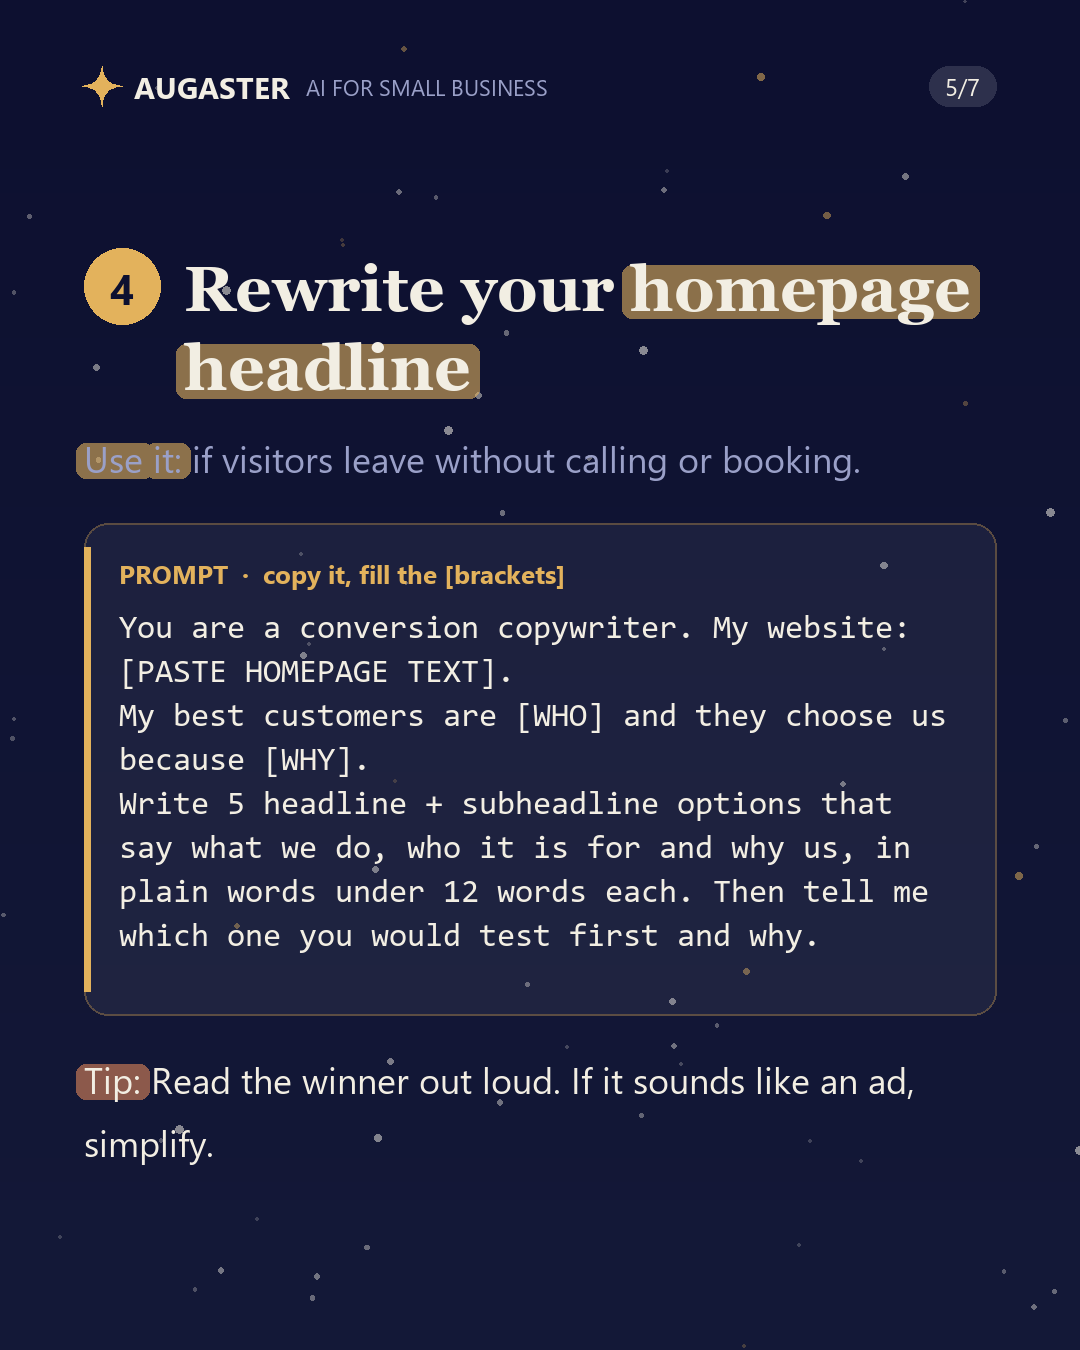 AUGASTER AI FOR SMALL BUSINESS
5/7
4 Rewrite your homepage
headline
Use it: if visitors leave without calling or booking.
PROMPT · copy it, fill the [brackets]
You are a conversion copywriter. My website:
[PASTE HOMEPAGE TEXT].
My best customers are [WHO] and they choose us
because [WHY].
Write 5 headline + subheadline options that
say what we do, who it is for and why us, in
plain words under 12 words each. Then tell me
which one you would test first and why.
Tip: Read the winner out loud. If it sounds like an ad,
simplify.